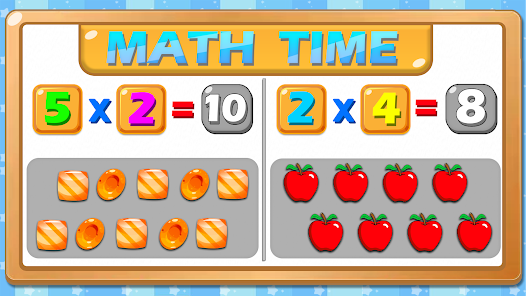 MATH TIME
5 x 2 = 10
2 x 4 = 8